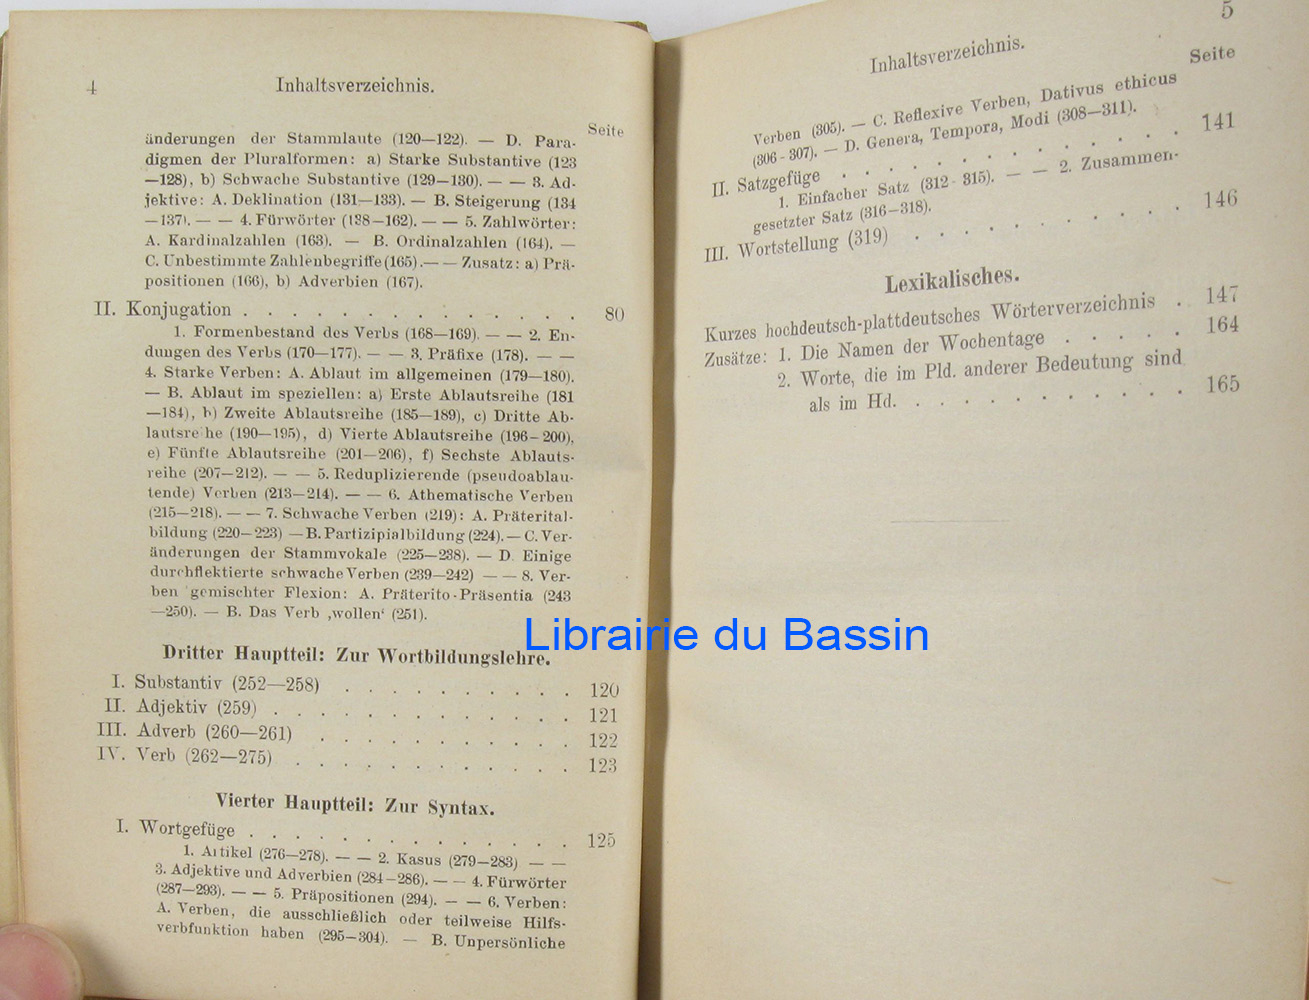 4 Inhaltsverzeichnis.
Seite
änderungen der Stammlaute (120—122). — D. Para-
digmen der Pluralformen: a) Starke Substantive (123
—128), b) Schwache Substantive (129—130). — — 3. Ad-
jektive: A. Deklination (131—133). — B. Steigerung (134
—137). — — 4. Fürwörter (138—162). — — 5. Zahlwörter:
A. Kardinalzahlen (163). — B. Ordinalzahlen (164). —
C. Unbestimmte Zahlenbegriffe (165). — — Zusatz: a) Prä-
positionen (166), b) Adverbien (167).
II. Konjugation . . . . . . . . . . . . . . . 80
1. Formenbestand des Verbs (168—169). — — 2. En-
dungen des Verbs (170—177). — — 3. Präfixe (178). — —
4. Starke Verben: A. Ablaut im allgemeinen (179—180).
— B. Ablaut im speziellen: a) Erste Ablautsreihe (181
—184), b) Zweite Ablautsreihe (185—189), c) Dritte Ab-
lautsreihe (190—195), d) Vierte Ablautsreihe (196-200),
e) Fünfte Ablautsreihe (201—206), f) Sechste Ablauts-
reihe (207—212). — — 5. Reduplizierende (pseudoablau-
tende) Verben (213—214). — — 6. Athematische Verben
(215—218). — — 7. Schwache Verben (219): A. Präterital-
bildung (220—223) — B. Partizipialbildung (224). — C. Ver-
änderungen der Stammvokale (225—238). — D. Einige
durchflektierte schwache Verben (239—242) — — 8. Ver-
ben gemischter Flexion: A. Präterito-Präsentia (243
—250). — B. Das Verb ‚wollen‘ (251).
Dritter Hauptteil: Zur Wortbildungslehre.
I. Substantiv (252—258) . . . . . . . . . . 120
II. Adjektiv (259) . . . . . . . . . . . . . 121
III. Adverb (260—261) . . . . . . . . . . . 122
IV. Verb (262—275) . . . . . . . . . . . . 123
Vierter Hauptteil: Zur Syntax.
I. Wortgefüge . . . . . . . . . . . . . . 125
1. Artikel (276—278). — — 2. Kasus (279—283) — —
3. Adjektive und Adverbien (284-286). — — 4. Fürwörter
(287—293). — — 5. Präpositionen (294). — — 6. Verben:
A. Verben, die ausschließlich oder teilweise Hilfs-
verbfunktion haben (295-304). — B. Unpersönliche
Inhaltsverzeichnis. 5
Seite
Verben (305). — C. Reflexive Verben, Dativus ethicus
(306-307). — D. Genera, Tempora, Modi (308—311).
II. Satzgefüge . . . . . . . . . . . . . 141
1. Einfacher Satz (312-315). — — 2. Zusammen-
gesetzter Satz (316-318).
III. Wortstellung (319) . . . . . . . . . . 146
Lexikalisches.
Kurzes hochdeutsch-plattdeutsches Wörterverzeichnis . 147
Zusätze: 1. Die Namen der Wochentage . . . . . 164
2. Worte, die im Pld. anderer Bedeutung sind
als im Hd. . . . . . . . . . . . 165
Librairie du Bassin